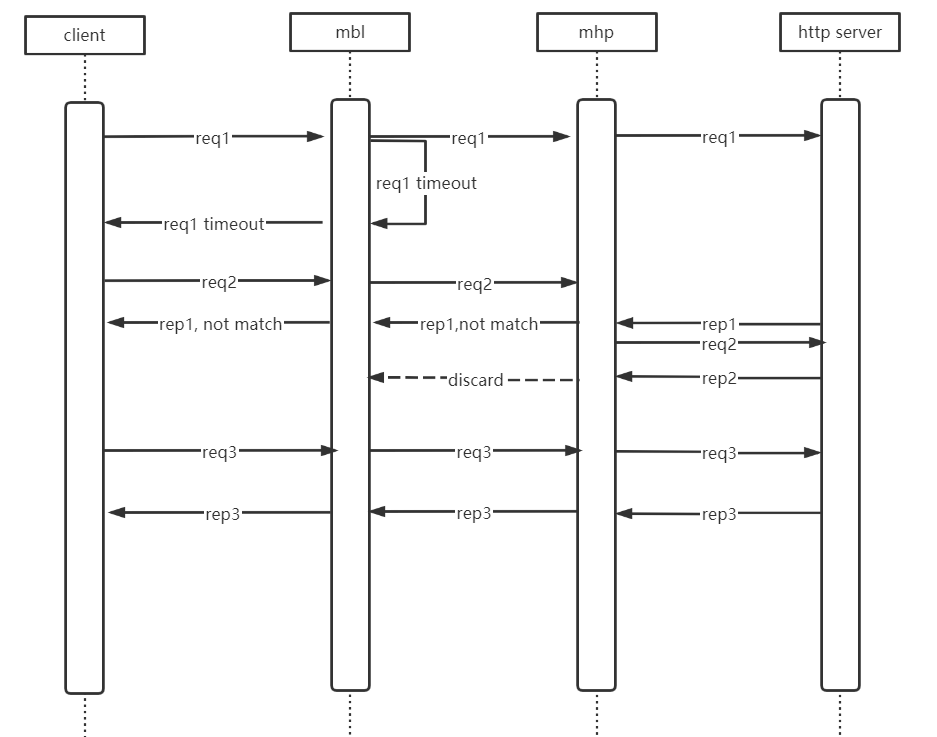 client
mbl
mhp
http server
req1
req1
req1
req1 timeout
req1 timeout
req2
req2
rep1, not match
rep1,not match
rep1
req2
discard
rep2
req3
req3
req3
rep3
rep3
rep3